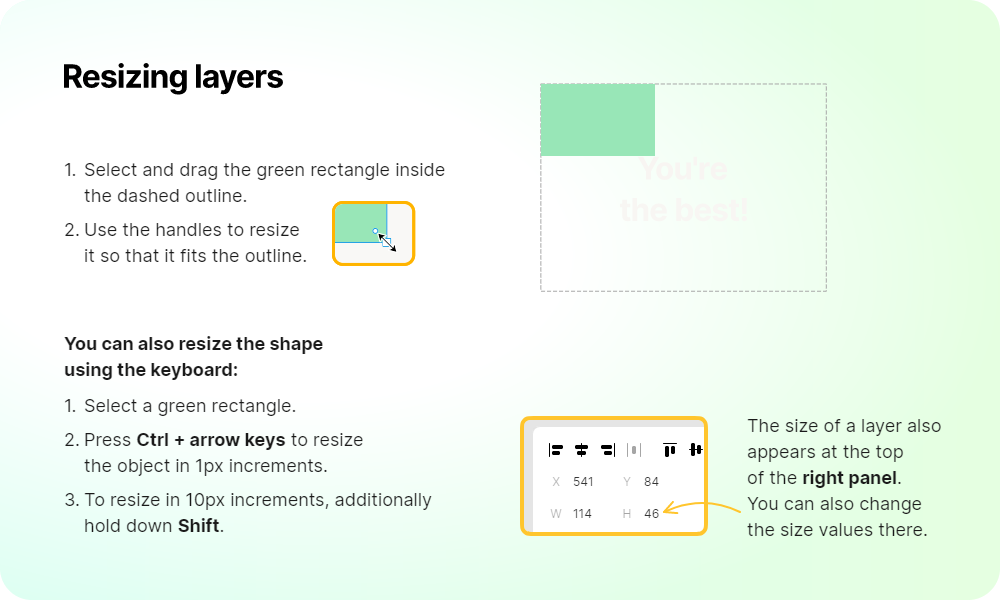 Resizing layers
1. Select and drag the green rectangle inside
the dashed outline.
2. Use the handles to resize
it so that it fits the outline.
You're
the best!
You can also resize the shape
using the keyboard:
1. Select a green rectangle.
2. Press Ctrl + arrow keys to resize
the object in 1px increments.
3. To resize in 10px increments, additionally
hold down Shift.
X 541 Y 84
W 114 H 46
The size of a layer also
appears at the top
of the right panel.
You can also change
the size values there.